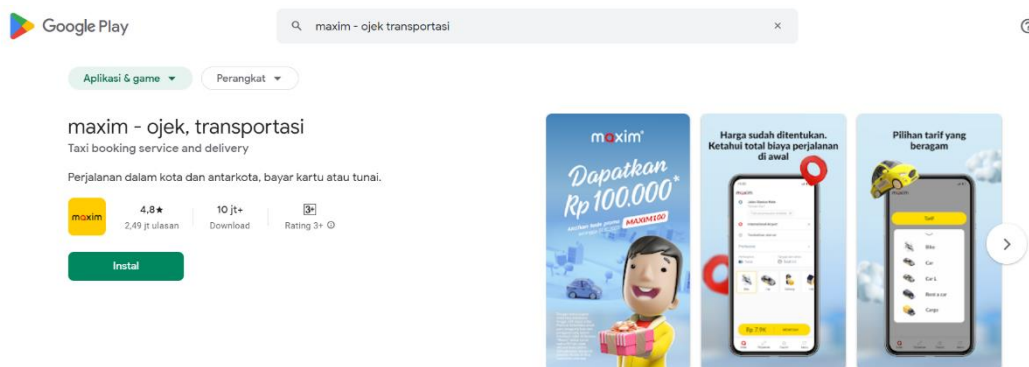 Google Play
maxim - ojek transportasi
Aplikasi & game
Perangkat
maxim - ojek, transportasi
Taxi booking service and delivery
Perjalanan dalam kota dan antarkota, bayar kartu atau tunai.
maxim
4,8★
2,49 jt ulasan
10 jt+
Download
3+
Rating 3+
Instal
maxim
Dapatkan
Rp 100.000*
MAXIM100
Harga sudah ditentukan.
Ketahui total biaya perjalanan
di awal
Pilihan tarif yang
beragam
Tarif
Bike
Car
Car L
Rent a car
Cargo